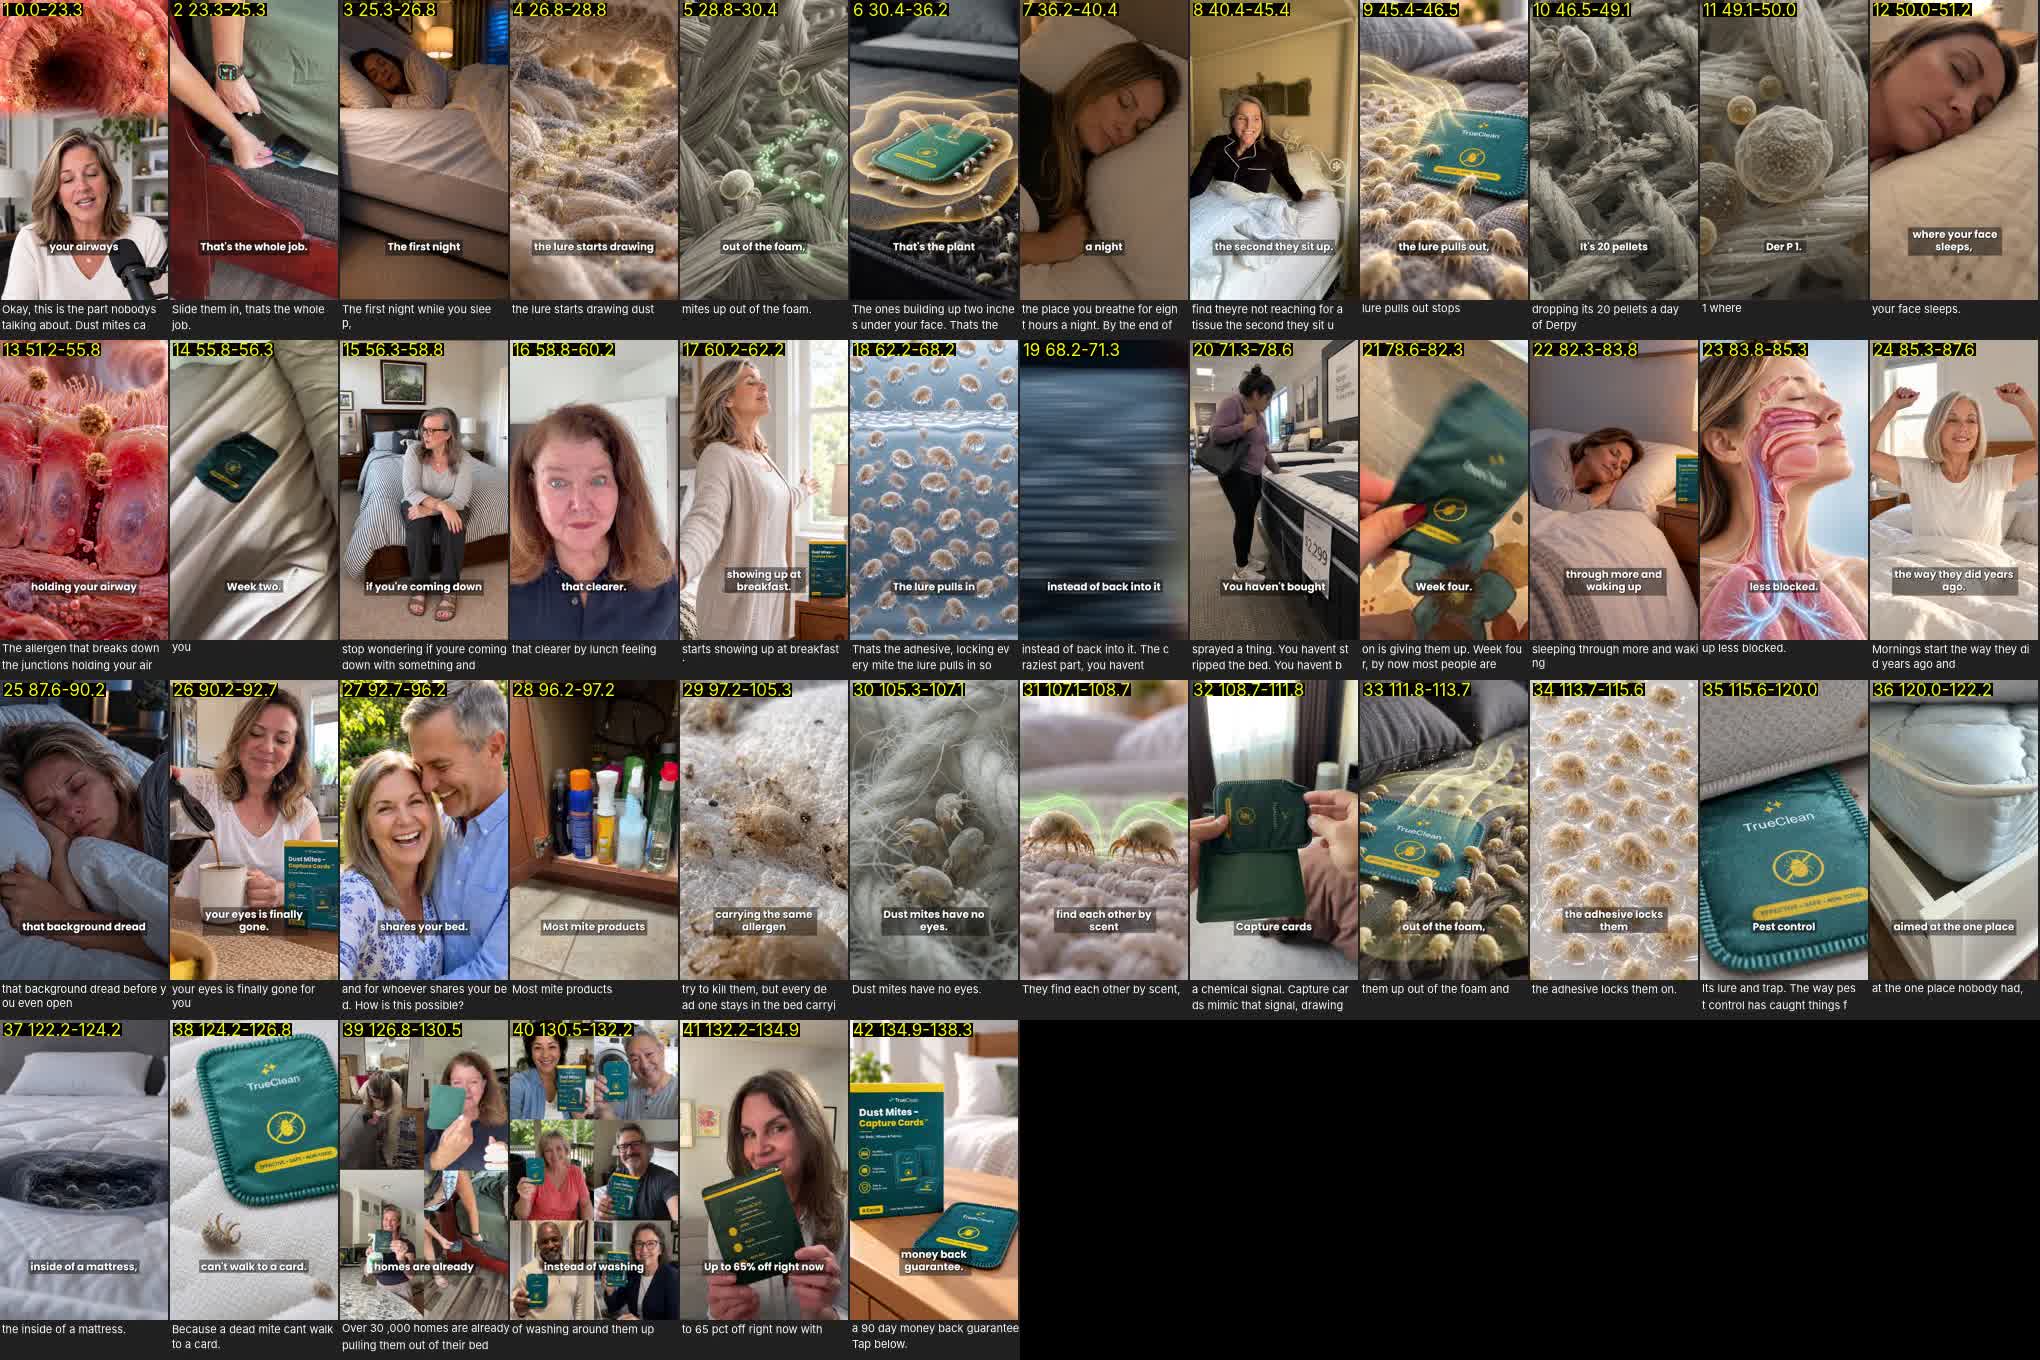 1 0.0-23.3
your airways
Okay, this is the part nobodys
talking about. Dust mites ca
2 23.3-25.3
That's the whole job.
Slide them in, thats the whole
job.
3 25.3-26.8
The first night
The first night while you slee
p,
4 26.8-28.8
the lure starts drawing
the lure starts drawing dust
5 28.8-30.4
out of the foam.
mites up out of the foam.
6 30.4-36.2
That's the plant
The ones building up two inche
s under your face. Thats the
7 36.2-40.4
a night
the place you breathe for eigh
t hours a night. By the end of
8 40.4-45.4
the second they sit up.
find theyre not reaching for a
tissue the second they sit u
9 45.4-46.5
TrueClean
the lure pulls out,
lure pulls out stops
10 46.5-49.1
It's 20 pellets
dropping its 20 pellets a day
of Derpy
11 49.1-50.0
Der P 1.
1 where
12 50.0-51.2
where your face
sleeps,
your face sleeps.
13 51.2-55.8
holding your airway
The allergen that breaks down
the junctions holding your air
14 55.8-56.3
Week two.
you
15 56.3-58.8
if you're coming down
stop wondering if youre coming
down with something and
16 58.8-60.2
that clearer.
that clearer by lunch feeling
17 60.2-62.2
showing up at
breakfast.
starts showing up at breakfast
.
18 62.2-68.2
The lure pulls in
Thats the adhesive, locking ev
ery mite the lure pulls in so
19 68.2-71.3
instead of back into it
instead of back into it. The c
raziest part, you havent
20 71.3-78.6
$2,299
You haven't bought
sprayed a thing. You havent st
ripped the bed. You havent b
21 78.6-82.3
Week four.
on is giving them up. Week fou
r, by now most people are
22 82.3-83.8
through more and
waking up
sleeping through more and waki
ng
23 83.8-85.3
less blocked.
up less blocked.
24 85.3-87.6
the way they did years
ago.
Mornings start the way they di
d years ago and
25 87.6-90.2
that background dread
that background dread before y
ou even open
26 90.2-92.7
Dust Mites -
Capture Cards
your eyes is finally
gone.
your eyes is finally gone for
you
27 92.7-96.2
shares your bed.
and for whoever shares your be
d. How is this possible?
28 96.2-97.2
Most mite products
Most mite products
29 97.2-105.3
carrying the same
allergen
try to kill them, but every de
ad one stays in the bed carryi
30 105.3-107.1
Dust mites have no
eyes.
Dust mites have no eyes.
31 107.1-108.7
find each other by
scent
They find each other by scent,
32 108.7-111.8
Capture cards
a chemical signal. Capture car
ds mimic that signal, drawing
33 111.8-113.7
TrueClean
out of the foam,
them up out of the foam and
34 113.7-115.6
the adhesive locks
them
the adhesive locks them on.
35 115.6-120.0
TrueClean
EFFECTIVE • SAFE • NON-TOXIC
Pest control
Its lure and trap. The way pes
t control has caught things f
36 120.0-122.2
aimed at the one place
at the one place nobody had,
37 122.2-124.2
inside of a mattress,
the inside of a mattress.
38 124.2-126.8
TrueClean
EFFECTIVE • SAFE • NON-TOXIC
can't walk to a card.
Because a dead mite cant walk
to a card.
39 126.8-130.5
homes are already
Over 30 ,000 homes are already
pulling them out of their bed
40 130.5-132.2
instead of washing
of washing around them up
41 132.2-134.9
Up to 65% off right now
to 65 pct off right now with
42 134.9-138.3
TrueClean
Dust Mites -
Capture Cards
TrueClean
money back
guarantee.
a 90 day money back guarantee
Tap below.